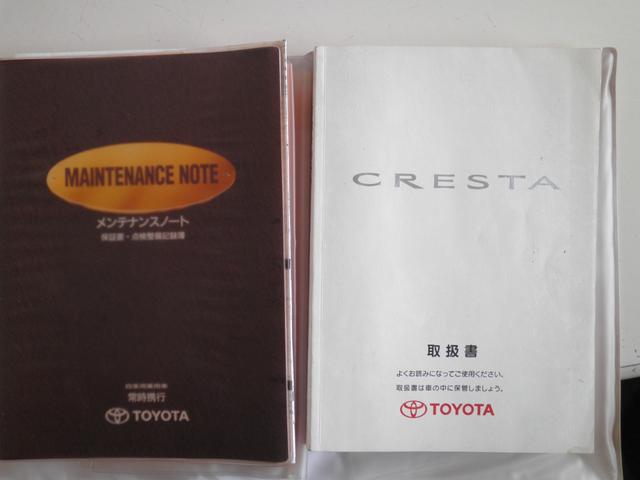 MAINTENANCE NOTE
メンテナンスノート
保証書・点検整備記録簿
自家用乗用車
常時携行
TOYOTA
CRESTA
取扱書
よくお読みになってご使用ください。
取扱書は車の中に保管しましょう。
TOYOTA